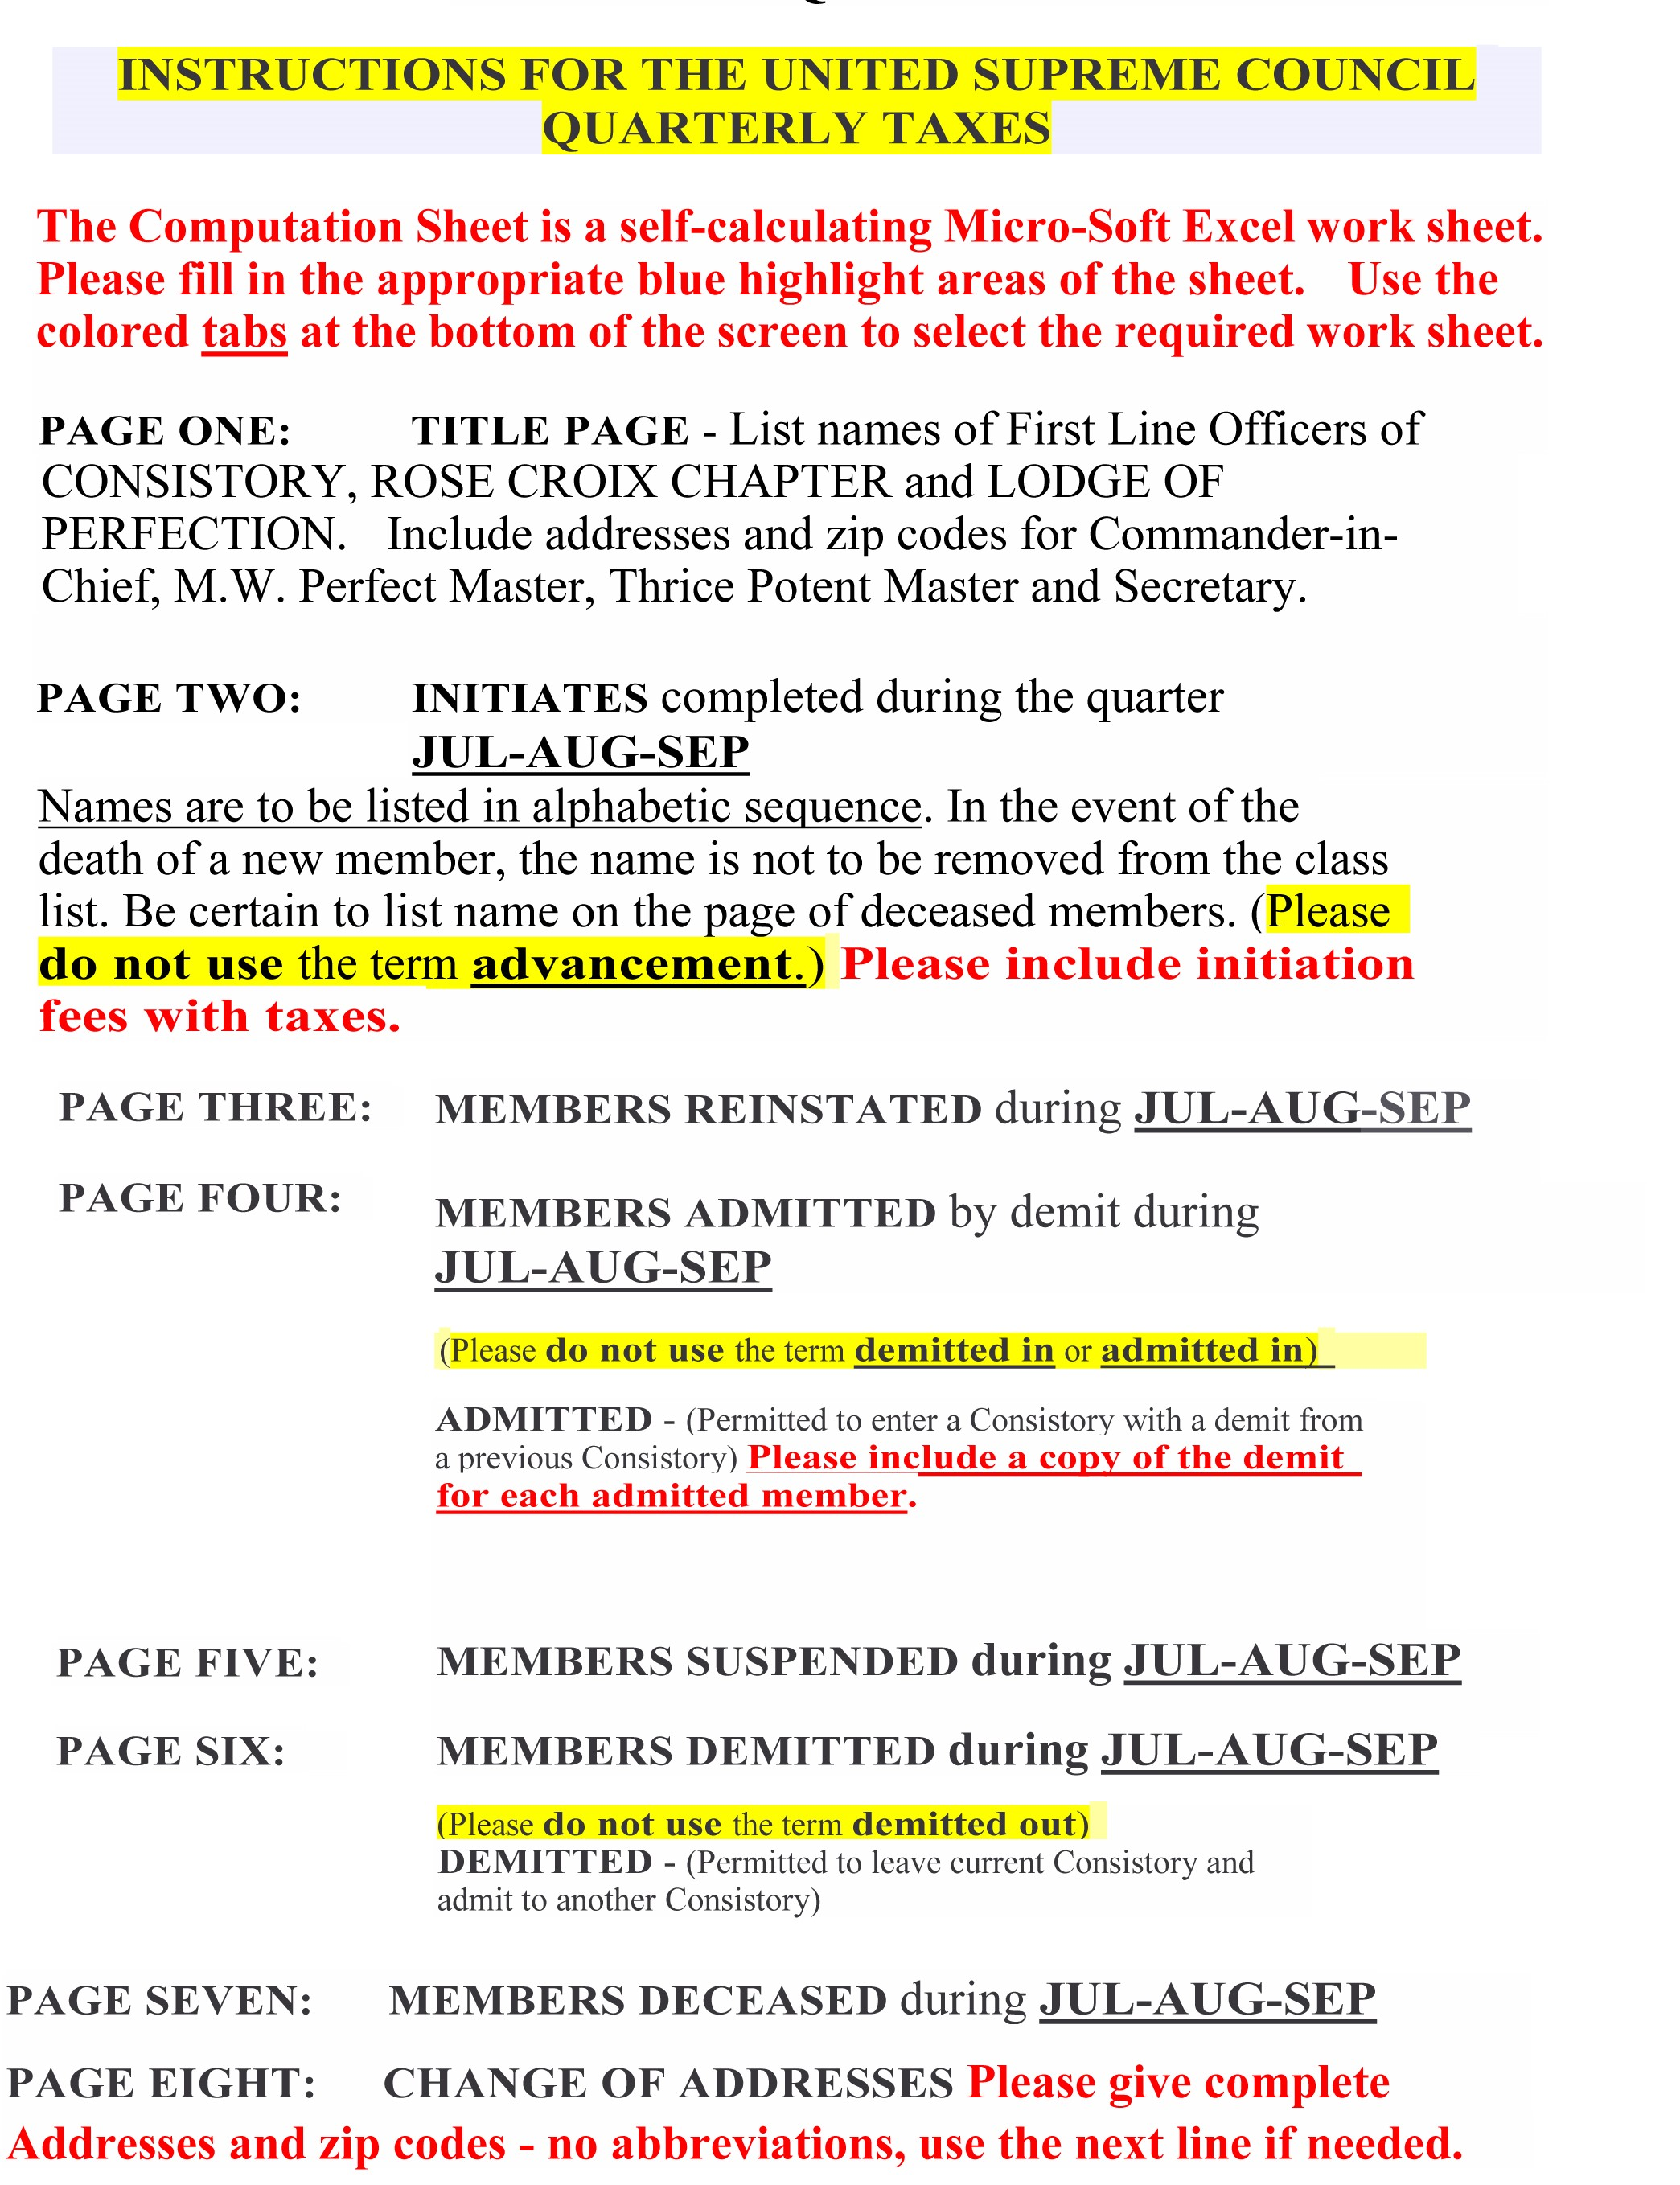 INSTRUCTIONS FOR THE UNITED SUPREME COUNCIL
QUARTERLY TAXES
The Computation Sheet is a self-calculating Micro-Soft Excel work sheet.
Please fill in the appropriate blue highlight areas of the sheet. Use the
colored tabs at the bottom of the screen to select the required work sheet.
PAGE ONE: TITLE PAGE - List names of First Line Officers of
CONSISTORY, ROSE CROIX CHAPTER and LODGE OF
PERFECTION. Include addresses and zip codes for Commander-in-
Chief, M.W. Perfect Master, Thrice Potent Master and Secretary.
PAGE TWO: INITIATES completed during the quarter
JUL-AUG-SEP
Names are to be listed in alphabetic sequence. In the event of the
death of a new member, the name is not to be removed from the class
list. Be certain to list name on the page of deceased members. (Please
do not use the term advancement.) Please include initiation
fees with taxes.
PAGE THREE: MEMBERS REINSTATED during JUL-AUG-SEP
PAGE FOUR: MEMBERS ADMITTED by demit during
JUL-AUG-SEP
(Please do not use the term demitted in or admitted in)
ADMITTED - (Permitted to enter a Consistory with a demit from
a previous Consistory) Please include a copy of the demit
for each admitted member.
PAGE FIVE: MEMBERS SUSPENDED during JUL-AUG-SEP
PAGE SIX: MEMBERS DEMITTED during JUL-AUG-SEP
(Please do not use the term demitted out)
DEMITTED - (Permitted to leave current Consistory and
admit to another Consistory)
PAGE SEVEN: MEMBERS DECEASED during JUL-AUG-SEP
PAGE EIGHT: CHANGE OF ADDRESSES Please give complete
Addresses and zip codes - no abbreviations, use the next line if needed.